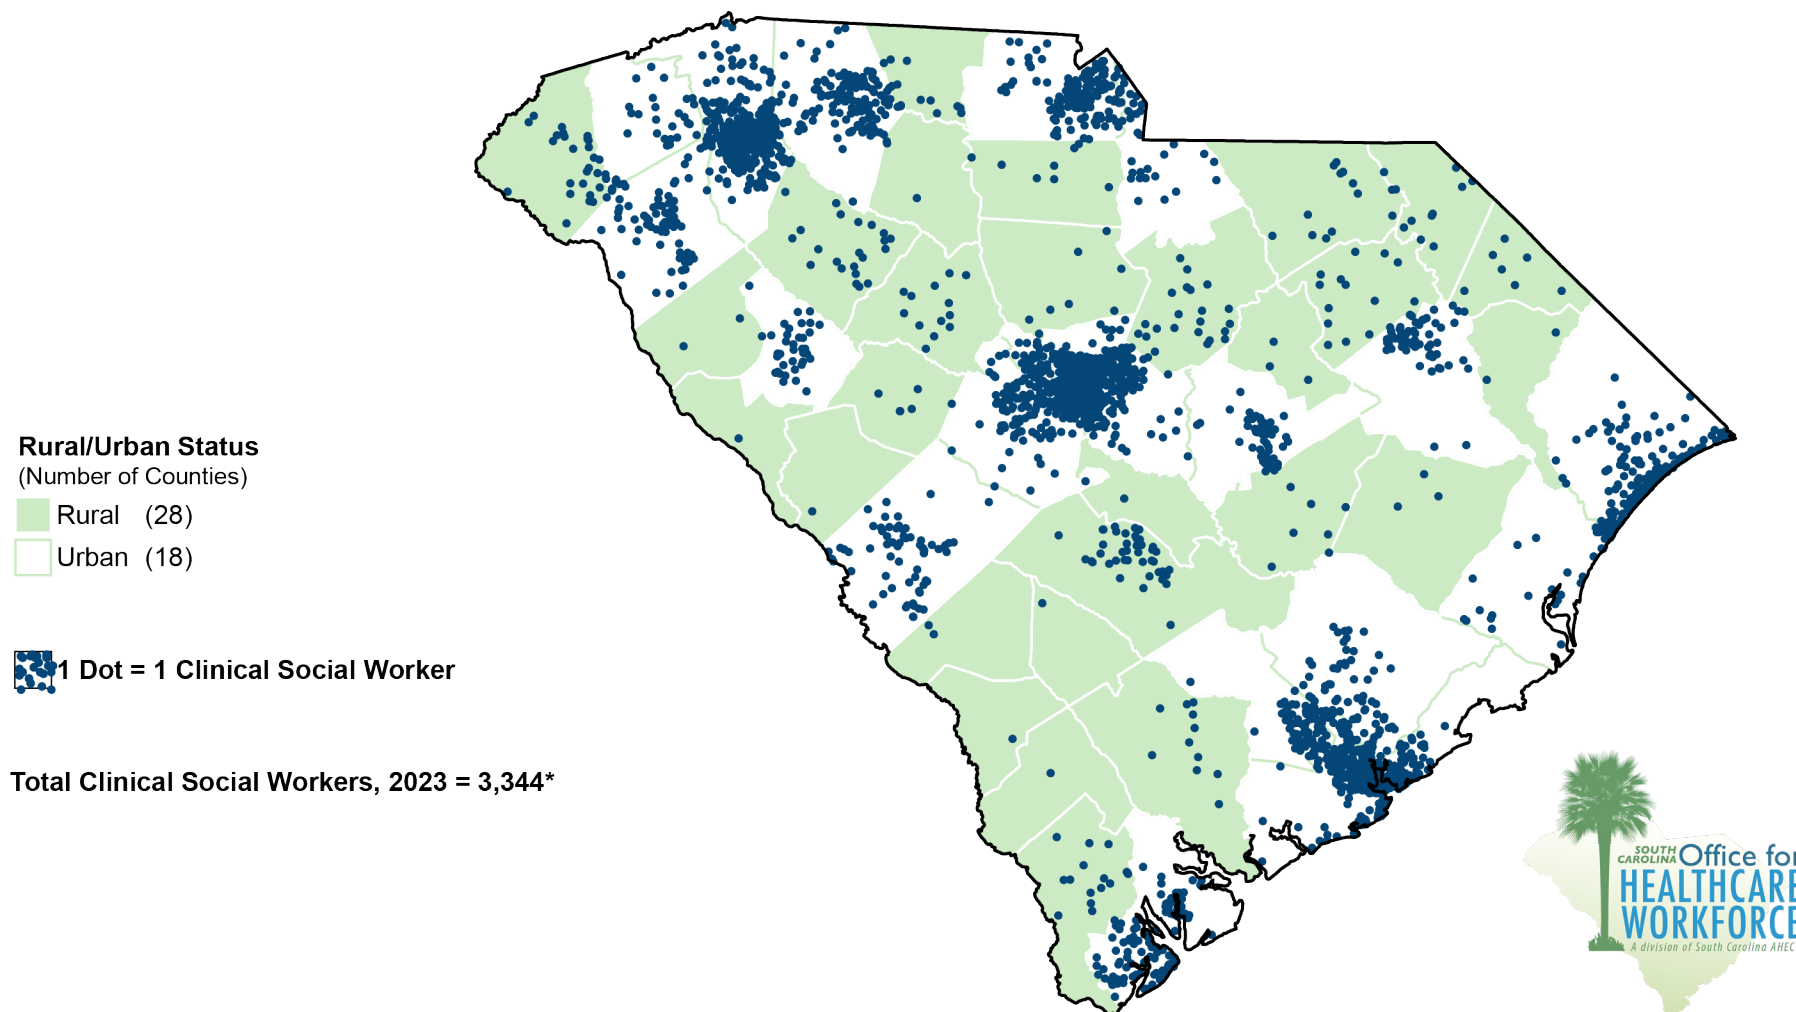 Rural/Urban Status
(Number of Counties)
Rural (28)
Urban (18)
1 Dot = 1 Clinical Social Worker
Total Clinical Social Workers, 2023 = 3,344*
SOUTH
CAROLINA Office for
HEALTHCARE
WORKFORCE
A division of South Carolina AHEC